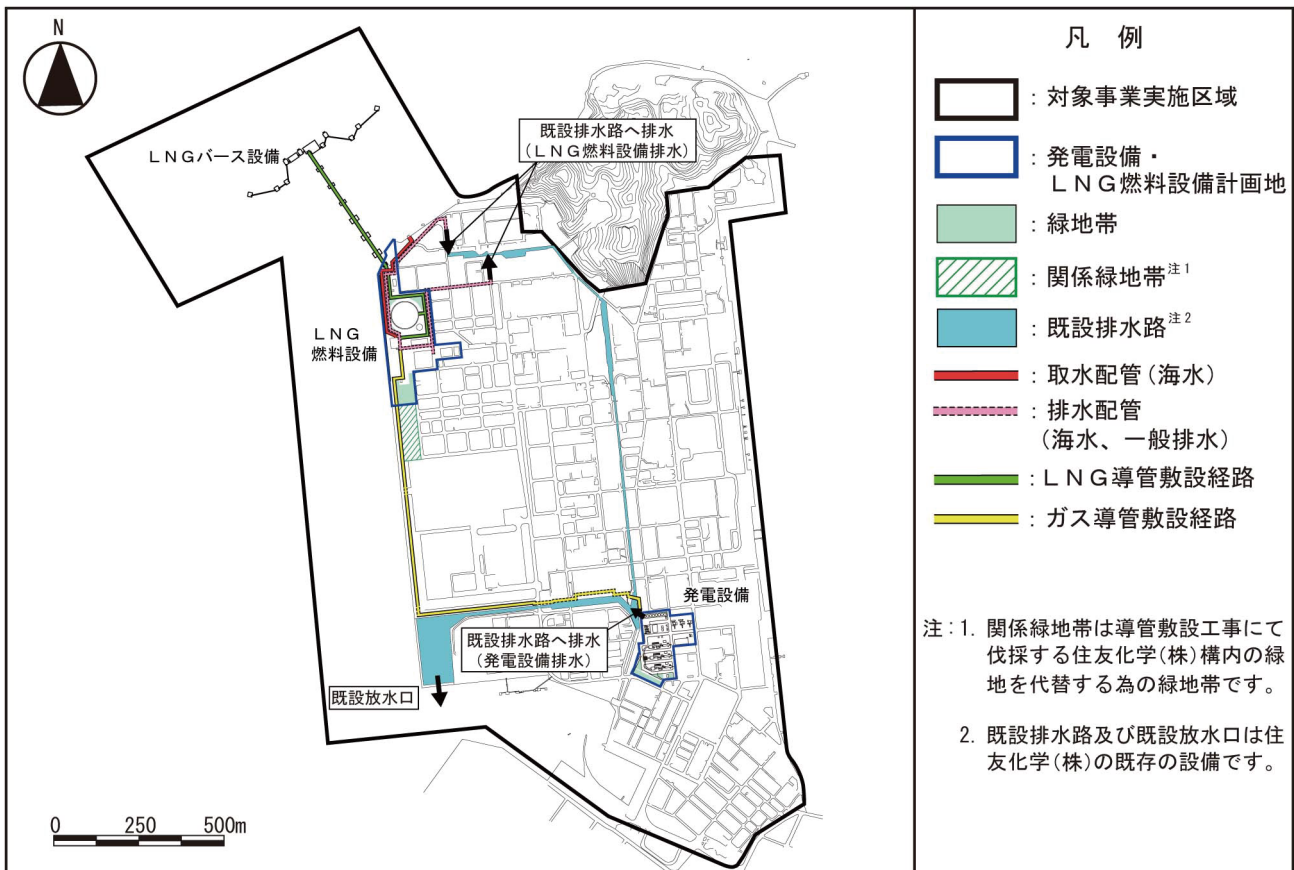 N
LNGバース設備
既設排水路へ排水
(LNG燃料設備排水)
LNG
燃料設備
発電設備
既設排水路へ排水
(発電設備排水)
既設放水口
0 250 500m
凡 例
：対象事業実施区域
：発電設備・
LNG燃料設備計画地
：緑地帯
：関係緑地帯注1
：既設排水路注2
：取水配管(海水)
：排水配管
(海水、一般排水)
：LNG導管敷設経路
：ガス導管敷設経路
注：1. 関係緑地帯は導管敷設工事にて
伐採する住友化学(株)構内の緑
地を代替する為の緑地帯です。
2. 既設排水路及び既設放水口は住
友化学(株)の既存の設備です。